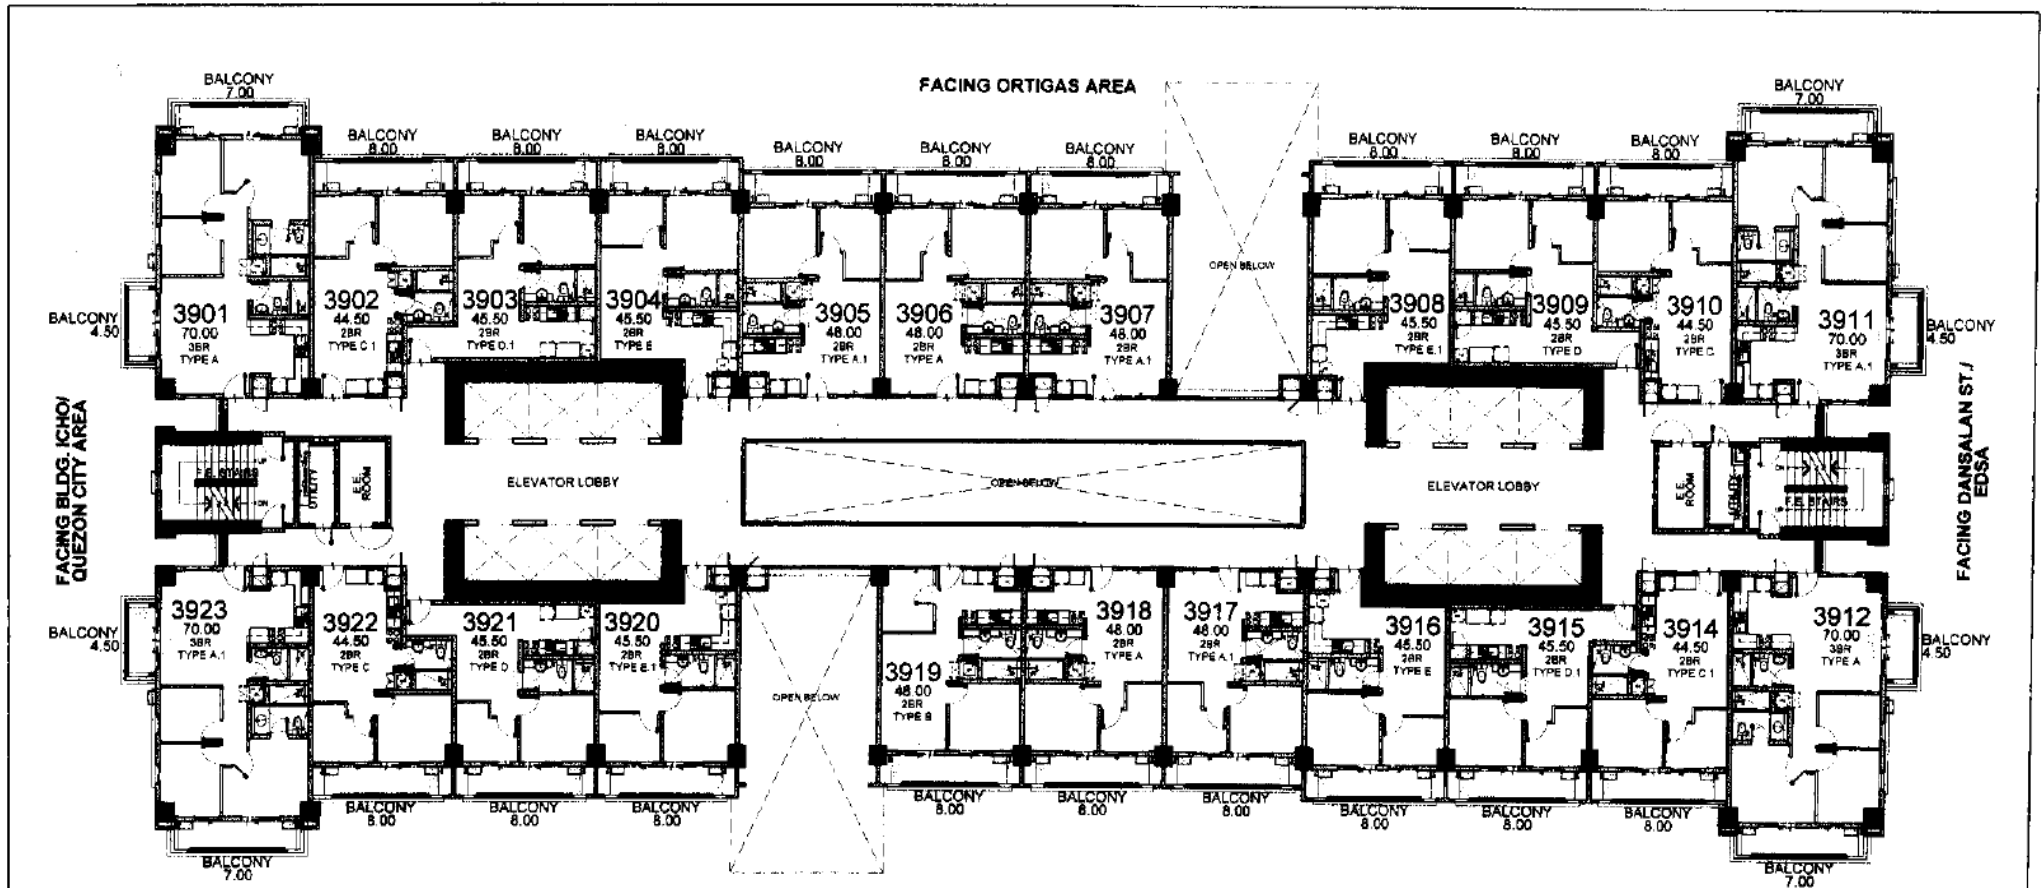 FACING ORTIGAS AREA
BALCONY
7.00
BALCONY
8.00
BALCONY
8.00
BALCONY
8.00
BALCONY
8.00
BALCONY
8.00
BALCONY
8.00
BALCONY
8.00
BALCONY
8.00
BALCONY
8.00
BALCONY
7.00
BALCONY
4.50
3901
70.00
3BR
TYPE A
3902
44.50
2BR
TYPE C.1
3903
45.50
2BR
TYPE D.1
3904
45.50
2BR
TYPE E
3905
48.00
2BR
TYPE A.1
3906
48.00
2BR
TYPE A
3907
48.00
2BR
TYPE A.1
OPEN BELOW
3908
45.50
2BR
TYPE E.1
3909
45.50
2BR
TYPE D
3910
44.50
2BR
TYPE C
3911
70.00
3BR
TYPE A.1
BALCONY
4.50
FACING BLDG. ICHO/
QUEZON CITY AREA
F.E. STAIRS
UP
DN
UTILITY
E.E.
ROOM
ELEVATOR LOBBY
OPEN BELOW
ELEVATOR LOBBY
E.E.
ROOM
UTILITY
F.E. STAIRS
FACING DANSALAN ST./
EDSA
BALCONY
4.50
3923
70.00
3BR
TYPE A.1
3922
44.50
2BR
TYPE C
3921
45.50
2BR
TYPE D
3920
45.50
2BR
TYPE E.1
OPEN BELOW
3919
48.00
2BR
TYPE B
3918
48.00
2BR
TYPE A
3917
48.00
2BR
TYPE A.1
3916
45.50
2BR
TYPE E
3915
45.50
2BR
TYPE D.1
3914
44.50
2BR
TYPE C.1
3912
70.00
3BR
TYPE A
BALCONY
4.50
BALCONY
7.00
BALCONY
8.00
BALCONY
8.00
BALCONY
8.00
BALCONY
8.00
BALCONY
8.00
BALCONY
8.00
BALCONY
8.00
BALCONY
8.00
BALCONY
8.00
BALCONY
7.00